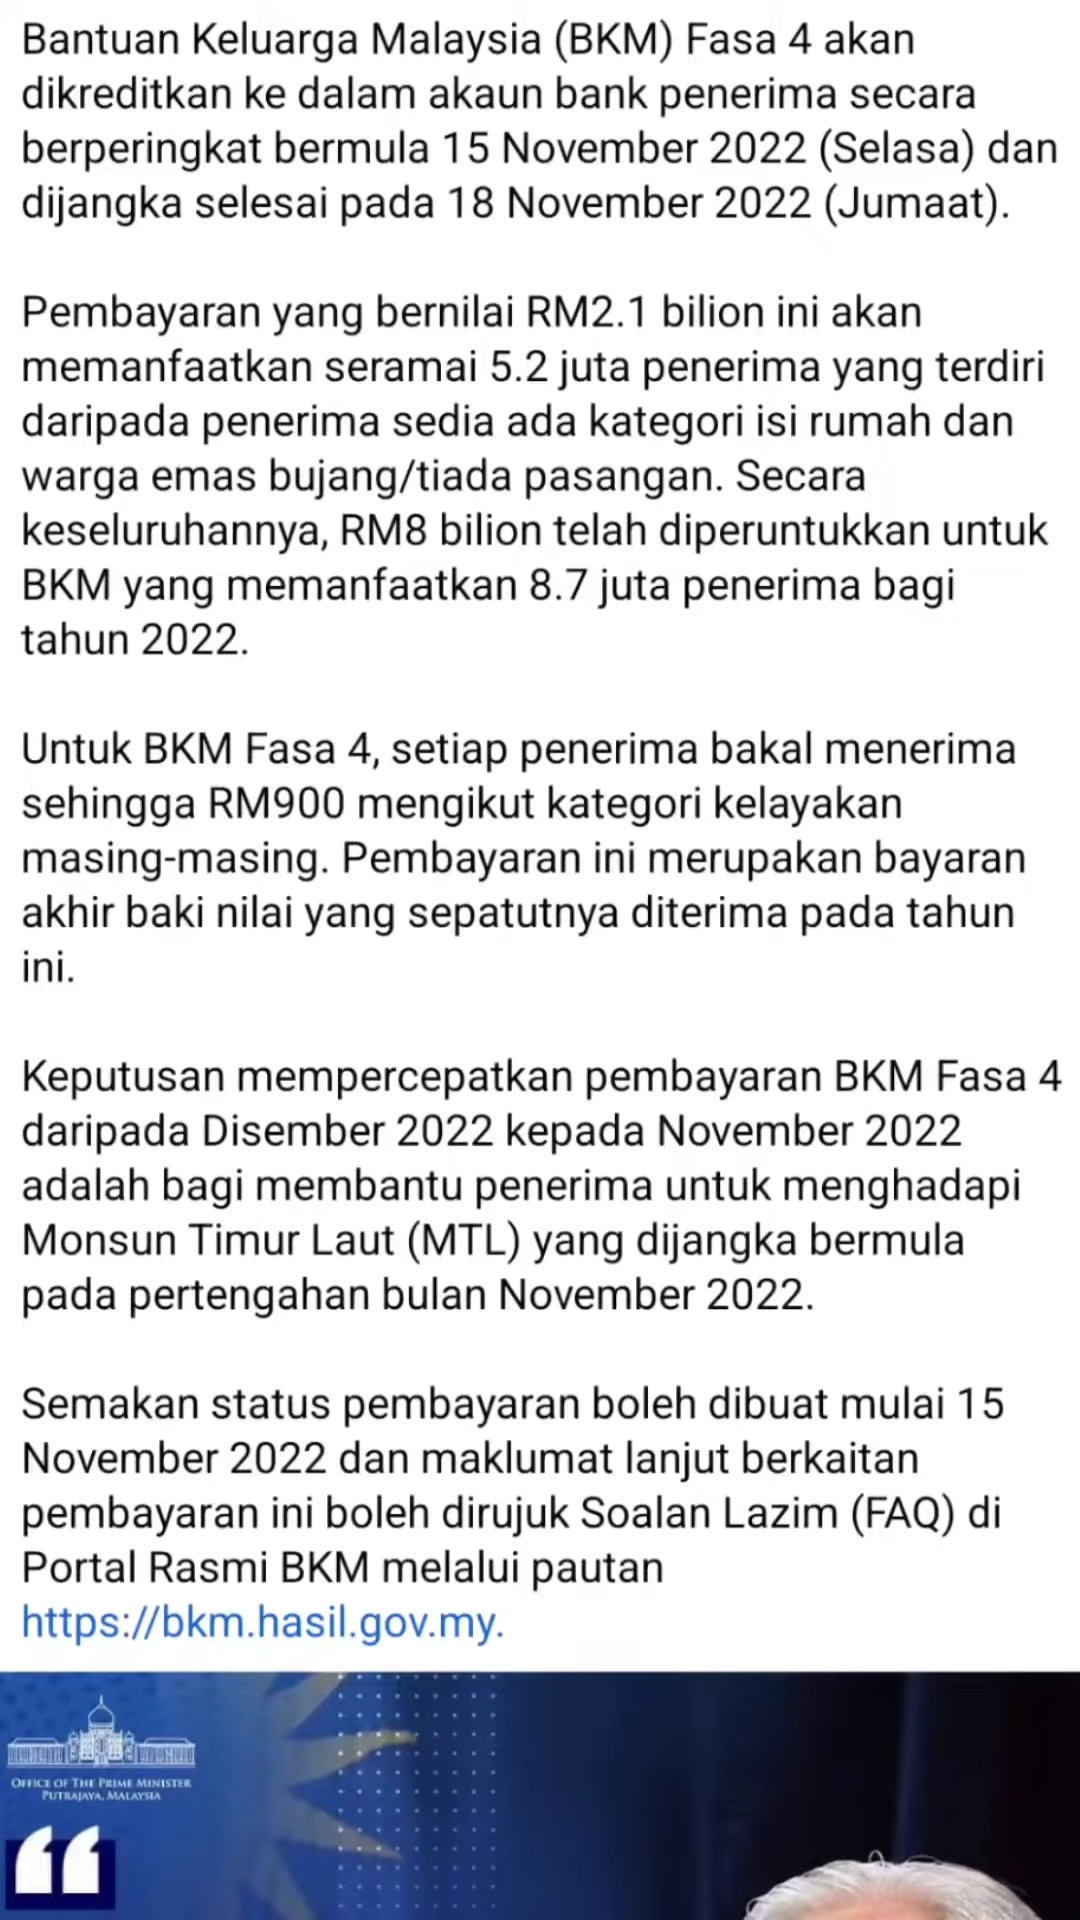 Bantuan Keluarga Malaysia (BKM) Fasa 4 akan
dikreditkan ke dalam akaun bank penerima secara
berperingkat bermula 15 November 2022 (Selasa) dan
dijangka selesai pada 18 November 2022 (Jumaat).
Pembayaran yang bernilai RM2.1 bilion ini akan
memanfaatkan seramai 5.2 juta penerima yang terdiri
daripada penerima sedia ada kategori isi rumah dan
warga emas bujang/tiada pasangan. Secara
keseluruhannya, RM8 bilion telah diperuntukkan untuk
BKM yang memanfaatkan 8.7 juta penerima bagi
tahun 2022.
Untuk BKM Fasa 4, setiap penerima bakal menerima
sehingga RM900 mengikut kategori kelayakan
masing-masing. Pembayaran ini merupakan bayaran
akhir baki nilai yang sepatutnya diterima pada tahun
ini.
Keputusan mempercepatkan pembayaran BKM Fasa 4
daripada Disember 2022 kepada November 2022
adalah bagi membantu penerima untuk menghadapi
Monsun Timur Laut (MTL) yang dijangka bermula
pada pertengahan bulan November 2022.
Semakan status pembayaran boleh dibuat mulai 15
November 2022 dan maklumat lanjut berkaitan
pembayaran ini boleh dirujuk Soalan Lazim (FAQ) di
Portal Rasmi BKM melalui pautan
https://bkm.hasil.gov.my.
OFFICE OF THE PRIME MINISTER
PUTRAJAYA, MALAYSIA